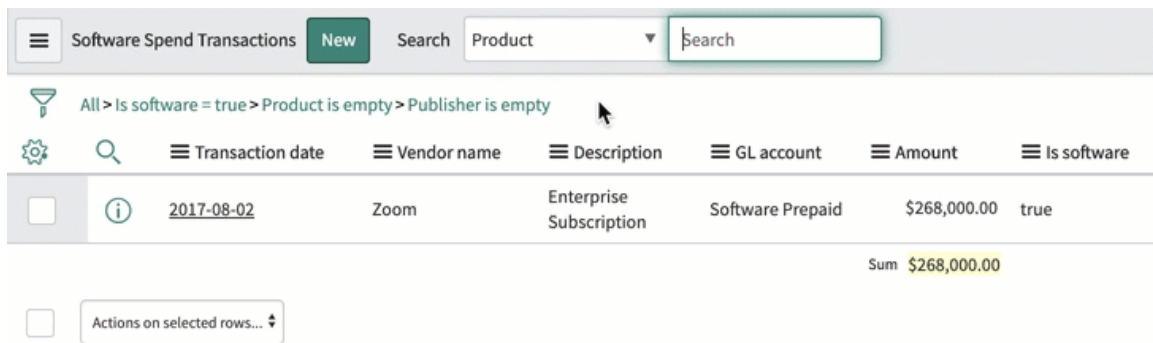 Software Spend Transactions New Search Product Search
All > Is software = true > Product is empty > Publisher is empty
Transaction date Vendor name Description GL account Amount Is software
2017-08-02 Zoom Enterprise Subscription Software Prepaid $268,000.00 true
Sum $268,000.00
Actions on selected rows...